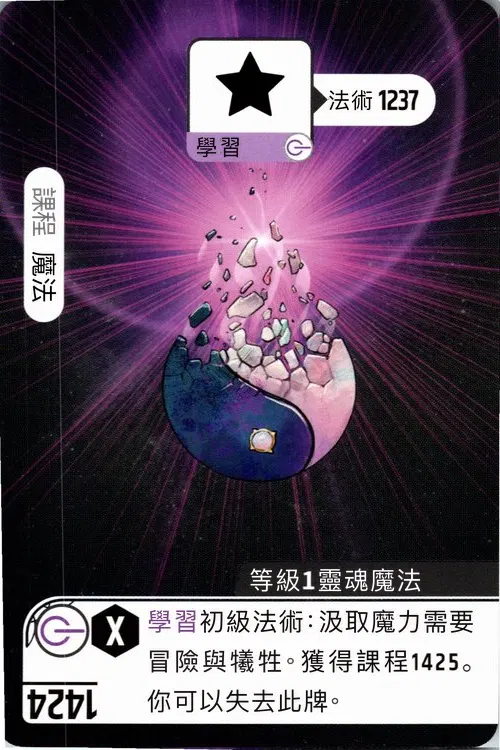 法術 1237
學習
課程 魔法
等級1靈魂魔法
X
學習初級法術：汲取魔力需要
冒險與犧牲。獲得課程1425。
你可以失去此牌。
1424